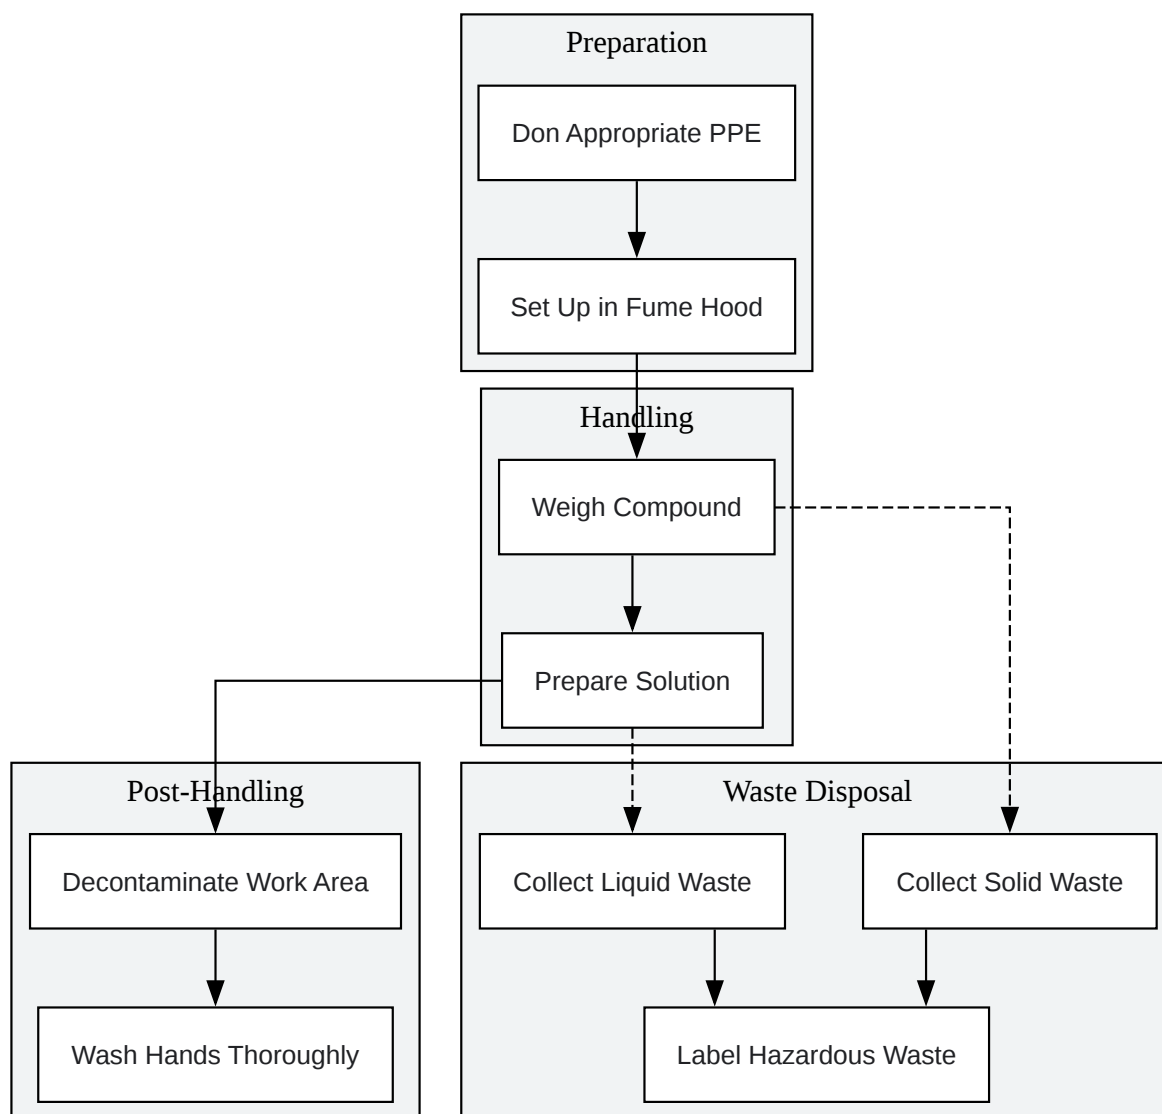 Preparation
Don Appropriate PPE
Set Up in Fume Hood
Handling
Weigh Compound
Prepare Solution
Post-Handling
Decontaminate Work Area
Wash Hands Thoroughly
Waste Disposal
Collect Liquid Waste
Collect Solid Waste
Label Hazardous Waste